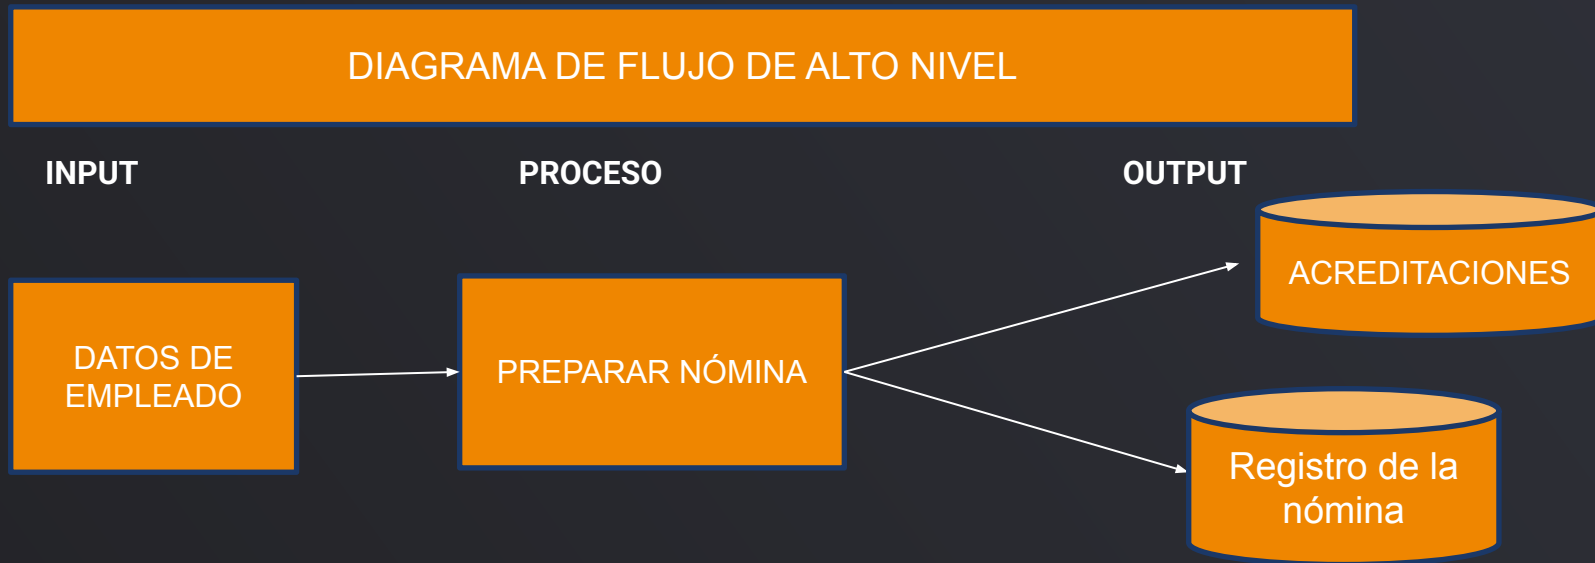 DIAGRAMA DE FLUJO DE ALTO NIVEL
INPUT
PROCESO
OUTPUT
DATOS DE
EMPLEADO
PREPARAR NÓMINA
ACREDITACIONES
Registro de la
nómina